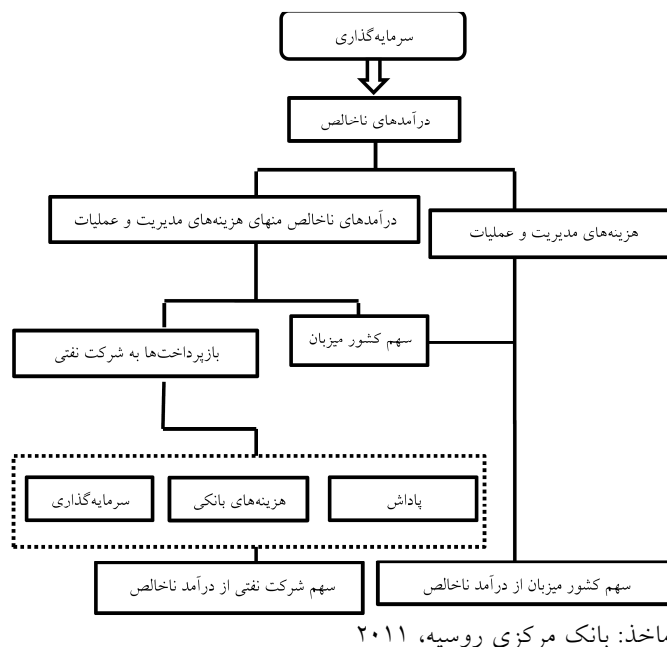 سرمایه‌گذاری
درآمدهای ناخالص
هزینه‌های مدیریت و عملیات
درآمدهای ناخالص منهای هزینه‌های مدیریت و عملیات
سهم کشور میزبان
بازپرداخت‌ها به شرکت نفتی
پاداش
هزینه‌های بانکی
سرمایه‌گذاری
سهم کشور میزبان از درآمد ناخالص
سهم شرکت نفتی از درآمد ناخالص
ماخذ: بانک مرکزی روسیه، ۲۰۱۱